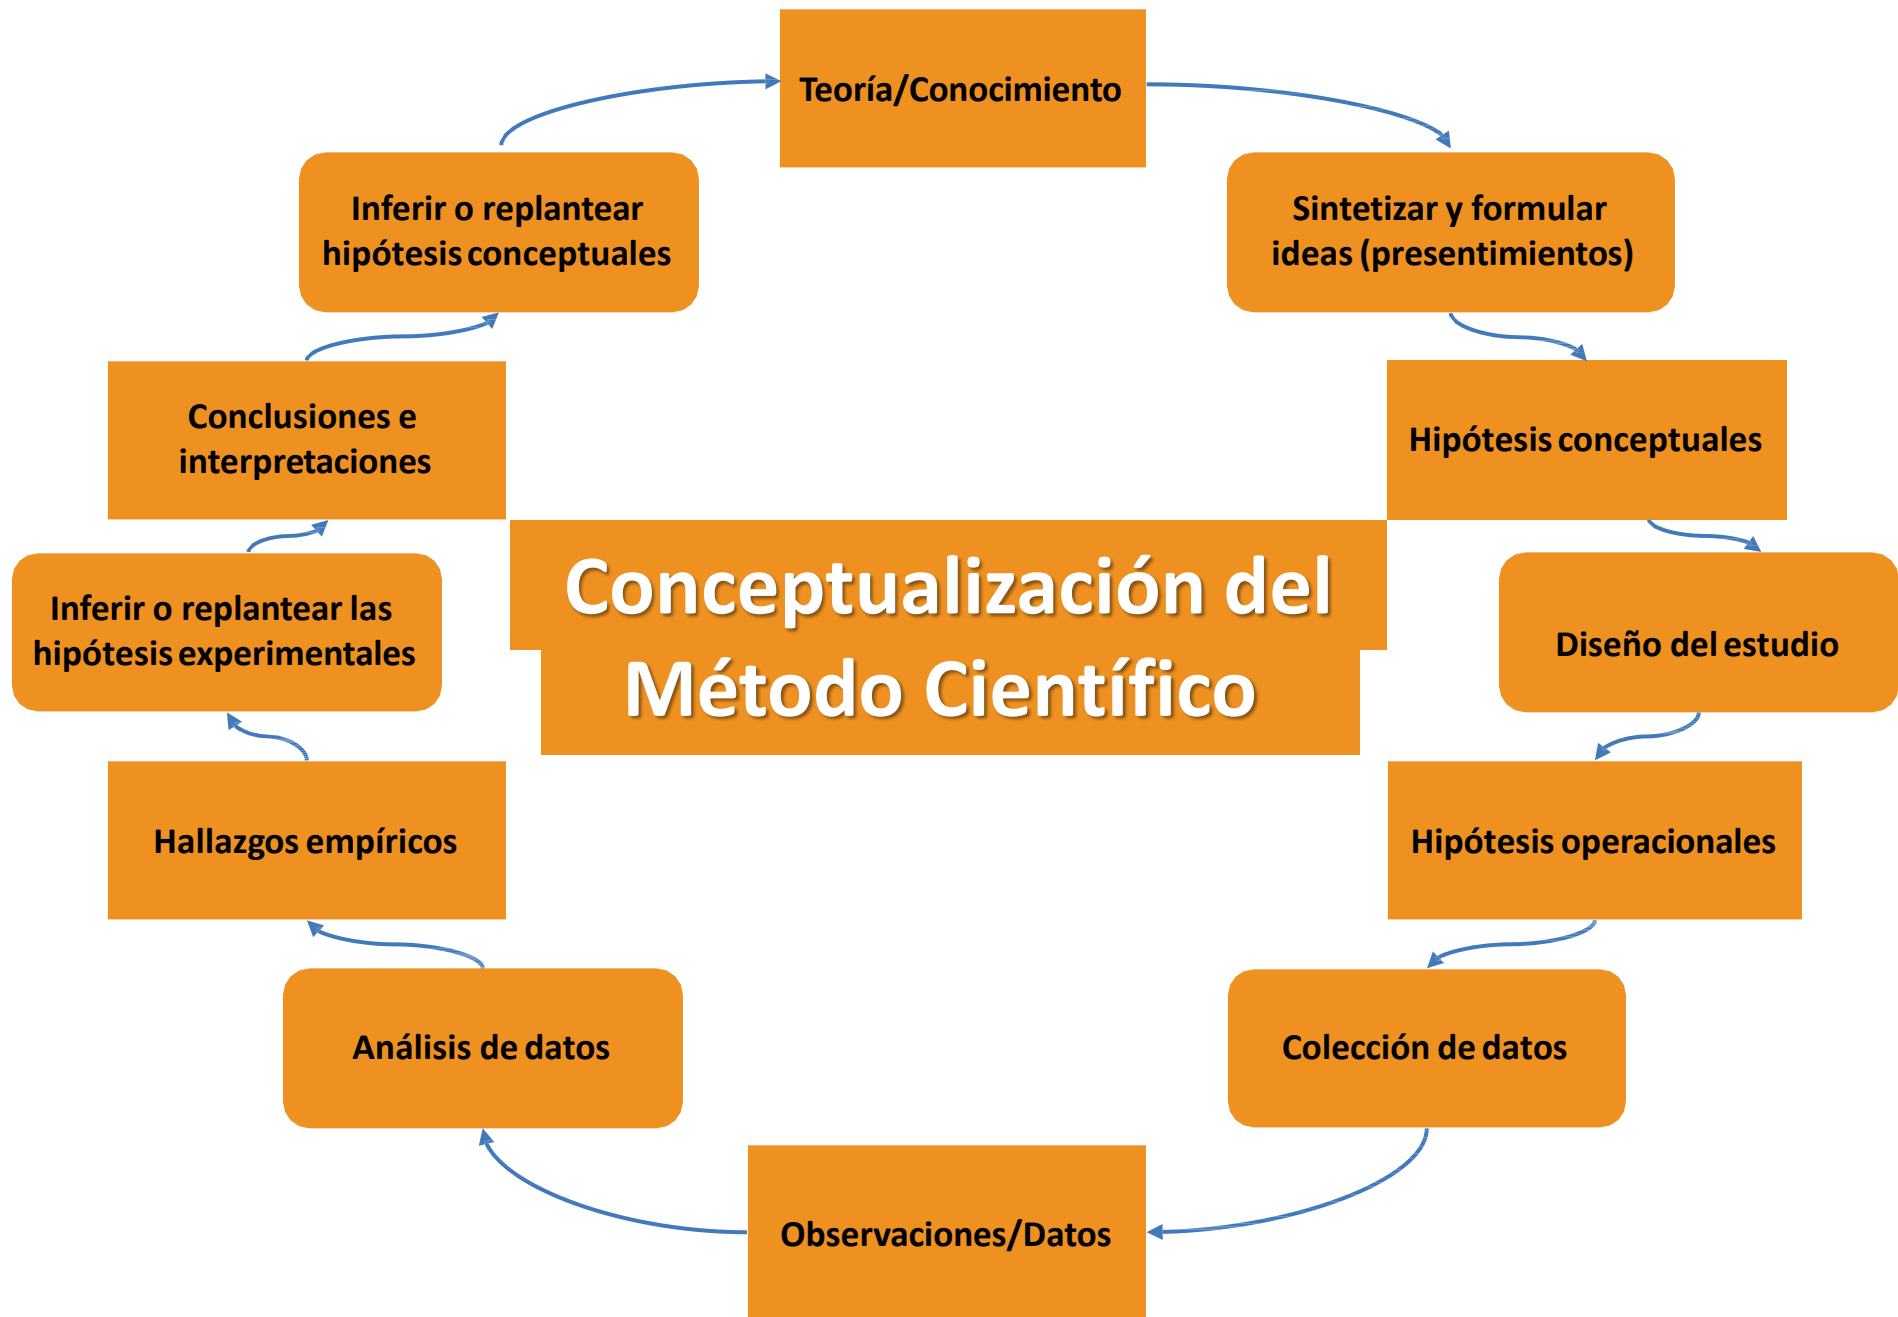 Teoría/Conocimiento
Sintetizar y formular
ideas (presentimientos)
Hipótesis conceptuales
Diseño del estudio
Hipótesis operacionales
Colección de datos
Observaciones/Datos
Análisis de datos
Hallazgos empíricos
Inferir o replantear las
hipótesis experimentales
Conclusiones e
interpretaciones
Inferir o replantear
hipótesis conceptuales
Conceptualización del
Método Científico